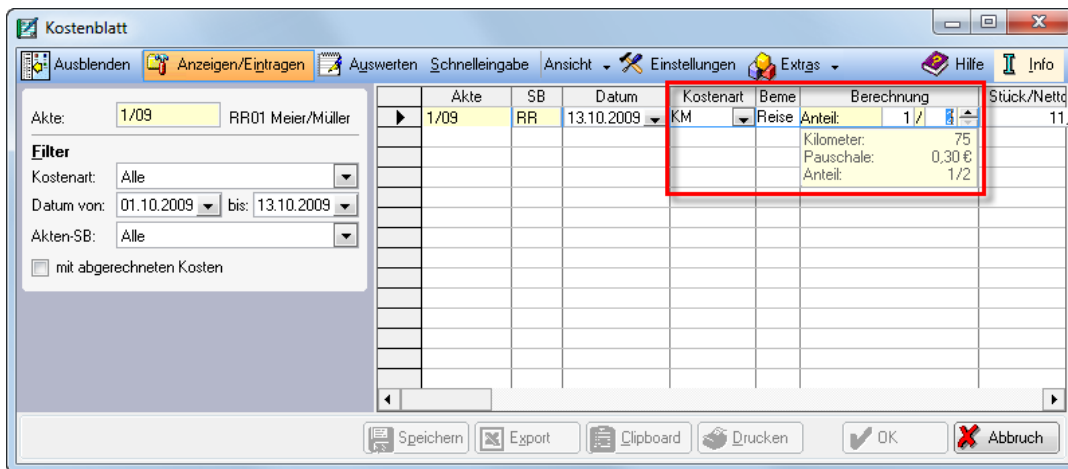 Kostenblatt
Ausblenden Anzeigen/Eintragen Auswerten Schnelleingabe Ansicht Einstellungen Extras Hilfe Info
Akte SB Datum Kostenart Beme Berechnung Stück/Netto
Akte: 1/09 RR01 Meier/Müller
1/09 RR 13.10.2009 KM Reise Anteil: 1 / 11,
Kilometer: 75
Pauschale: 0,30 €
Anteil: 1/2
Filter
Kostenart: Alle
Datum von: 01.10.2009 bis: 13.10.2009
Akten-SB: Alle
mit abgerechneten Kosten
Speichern Export Clipboard Drucken OK Abbruch